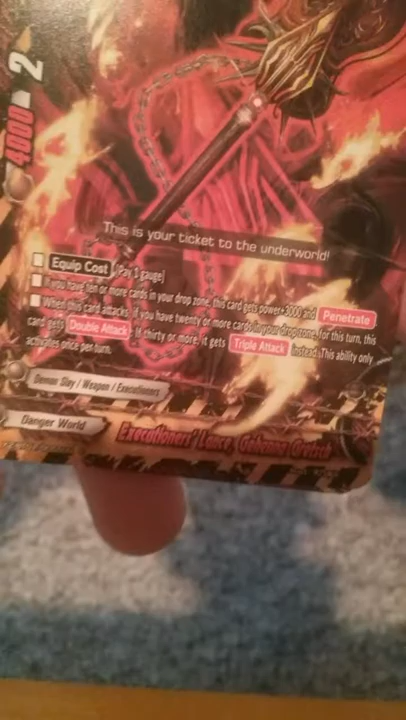 2
4000
This is your ticket to the underworld!
Equip Cost [Pay 1 gauge]
If you have ten or more cards in your drop zone, this card gets power+3000 and Penetrate
When this card attacks, if you have twenty or more cards in your drop zone, for this turn, this
card gets Double Attack. If thirty or more, it gets Triple Attack instead. This ability only
activates once per turn.
Demon Slay / Weapon / Executioners
Danger World
Executioners' Lance,